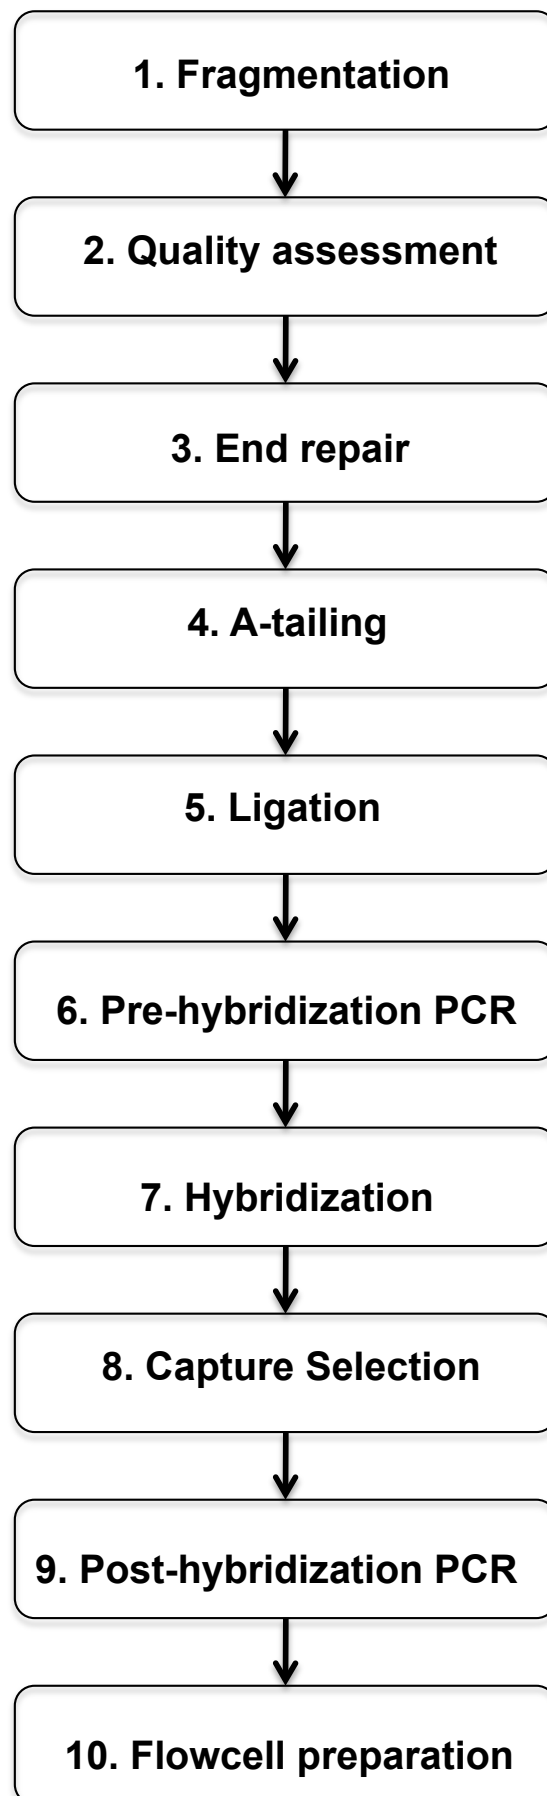 1. Fragmentation
2. Quality assessment
3. End repair
4. A-tailing
5. Ligation
6. Pre-hybridization PCR
7. Hybridization
8. Capture Selection
9. Post-hybridization PCR
10. Flowcell preparation